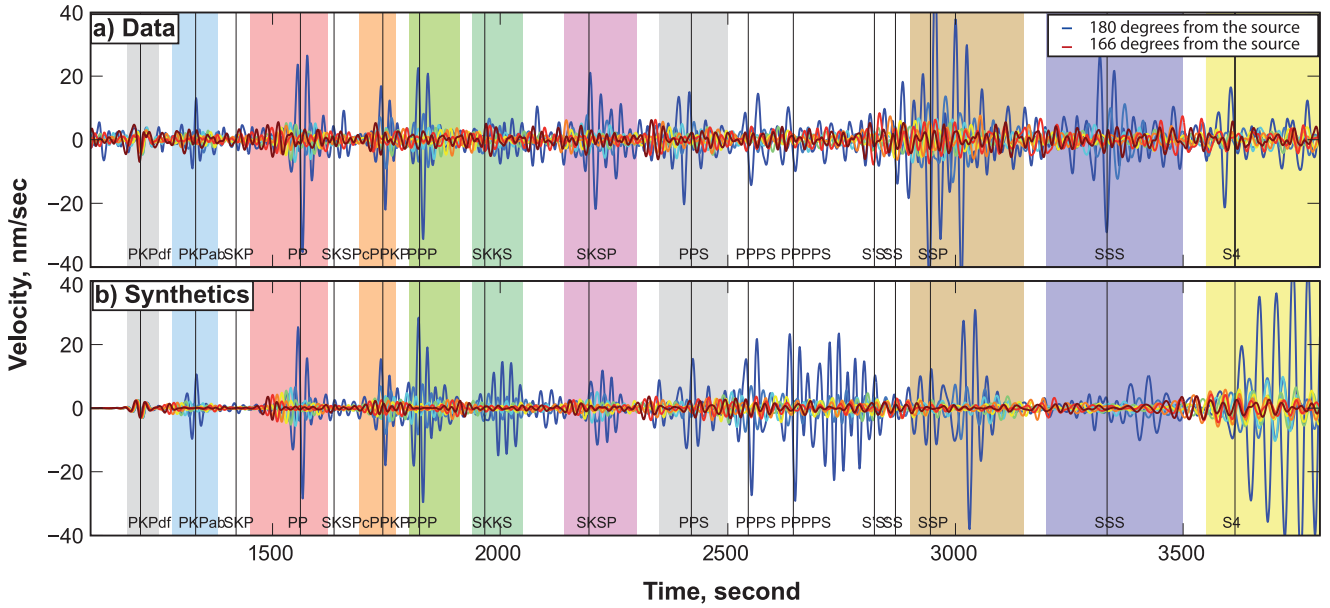 40
20
0
−20
−40
a) Data
180 degrees from the source
166 degrees from the source
PKPdf PKPab SKP PP SKSP cPPKP PPP SKKS SKSP PPS PPPS PPPPS S'S' SS SSP SSS S4
40
20
0
−20
−40
b) Synthetics
PKPdf PKPab SKP PP SKSP cPPKP PPP SKKS SKSP PPS PPPS PPPPS S'S' SS SSP SSS S4
1500 2000 2500 3000 3500
Velocity, nm/sec
Time, second